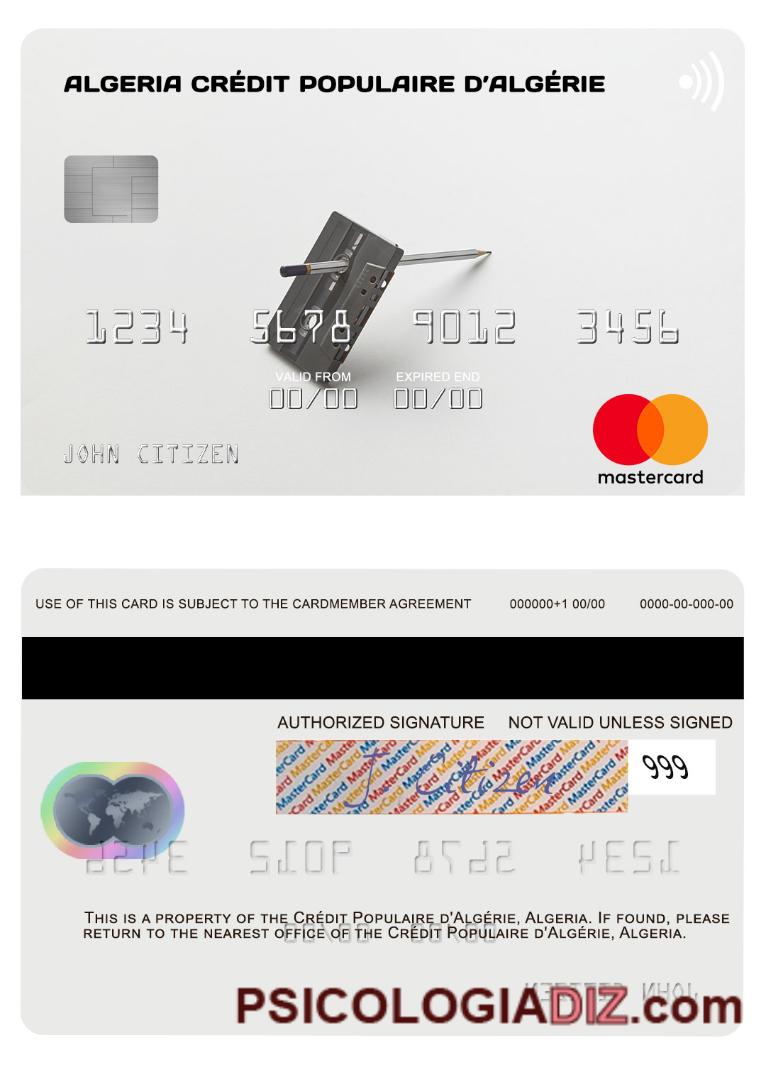 ALGERIA CRÉDIT POPULAIRE D'ALGÉRIE
1234 5678 9012 3456
VALID FROM EXPIRED END
00/00 00/00
JOHN CITIZEN
mastercard
USE OF THIS CARD IS SUBJECT TO THE CARDMEMBER AGREEMENT 000000+1 00/00 0000-00-000-00
AUTHORIZED SIGNATURE NOT VALID UNLESS SIGNED
MasterCard MasterCard MasterCard
J Citizen
999
THIS IS A PROPERTY OF THE CRÉDIT POPULAIRE D'ALGÉRIE, ALGERIA. IF FOUND, PLEASE
RETURN TO THE NEAREST OFFICE OF THE CRÉDIT POPULAIRE D'ALGÉRIE, ALGERIA.
PSICOLOGIADIZ.com